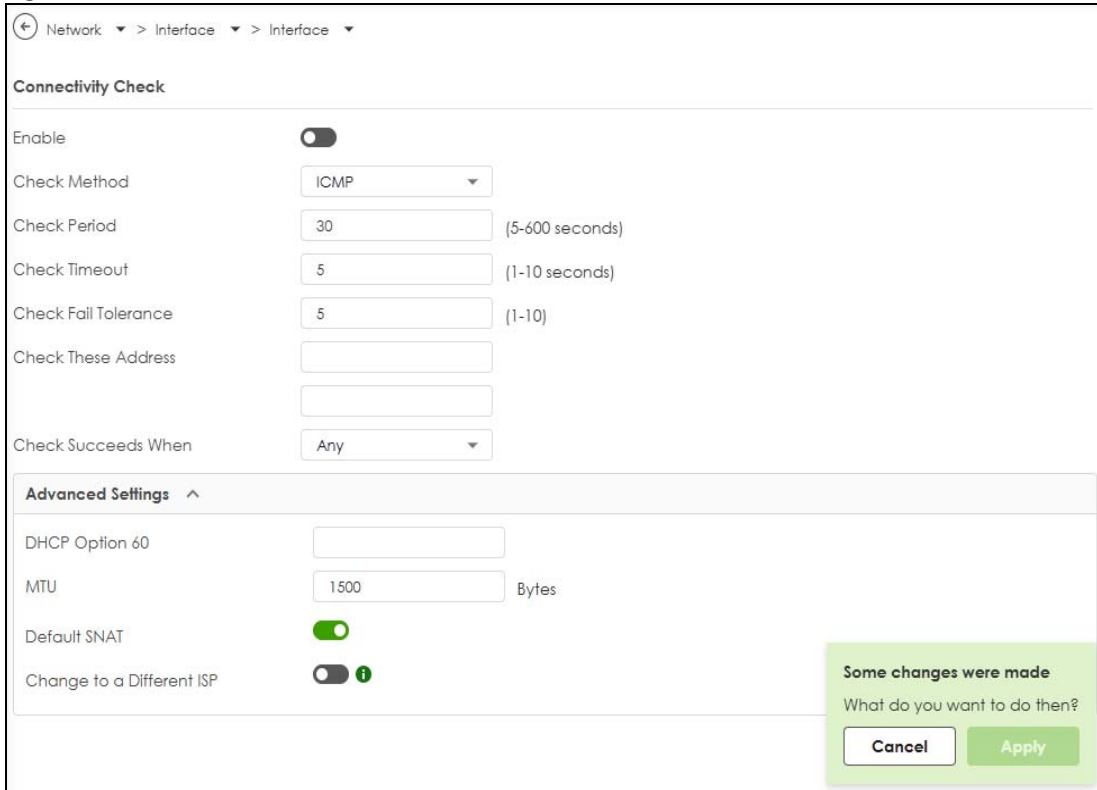 Network > Interface > Interface
Connectivity Check
Enable
Check Method ICMP
Check Period 30 (5-600 seconds)
Check Timeout 5 (1-10 seconds)
Check Fail Tolerance 5 (1-10)
Check These Address
Check Succeeds When Any
Advanced Settings
DHCP Option 60
MTU 1500 Bytes
Default SNAT
Change to a Different ISP
Some changes were made
What do you want to do then?
Cancel Apply